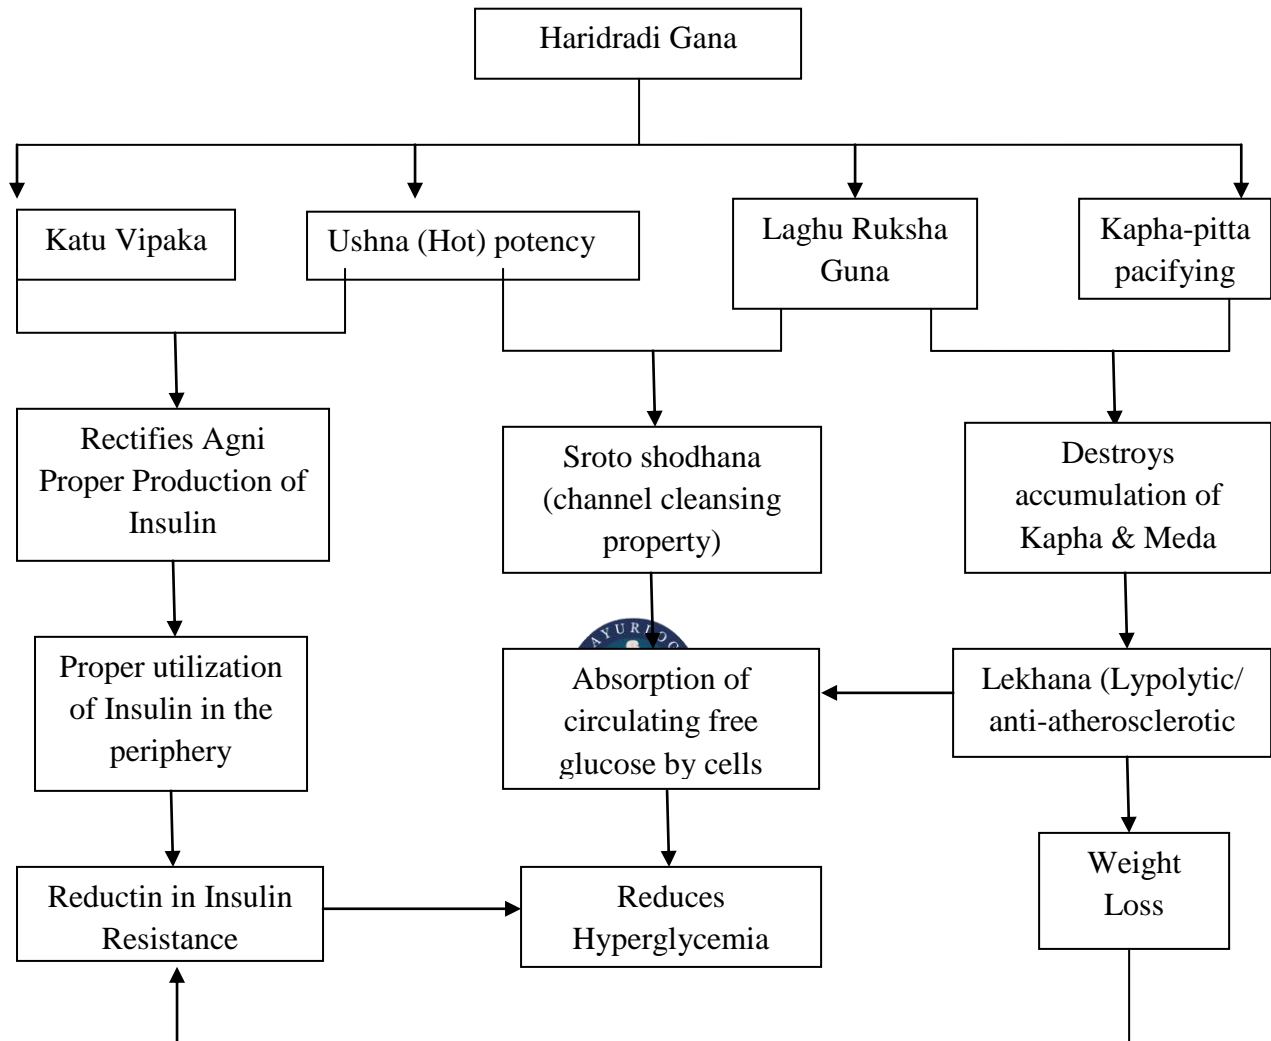 Haridradi Gana
Katu Vipaka
Ushna (Hot) potency
Laghu Ruksha
Guna
Kapha-pitta
pacifying
Rectifies Agni
Proper Production of
Insulin
Sroto shodhana
(channel cleansing
property)
Destroys
accumulation of
Kapha & Meda
Proper utilization
of Insulin in the
periphery
Absorption of
circulating free
glucose by cells
Lekhana (Lypolytic/
anti-atherosclerotic
Weight
Loss
Reductin in Insulin
Resistance
Reduces
Hyperglycemia